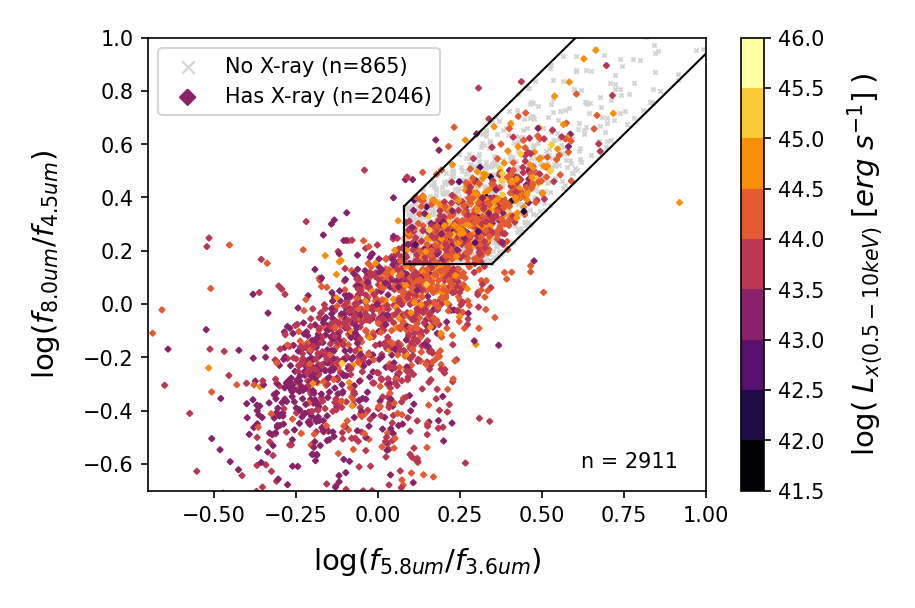 No X-ray (n=865)
Has X-ray (n=2046)
n = 2911
1.0
0.8
0.6
0.4
0.2
0.0
−0.2
−0.4
−0.6
−0.50 −0.25 0.00 0.25 0.50 0.75 1.00
log(f5.8um/f3.6um)
log(f8.0um/f4.5um)
46.0
45.5
45.0
44.5
44.0
43.5
43.0
42.5
42.0
41.5
log( Lx(0.5 − 10keV) [erg s−1] )